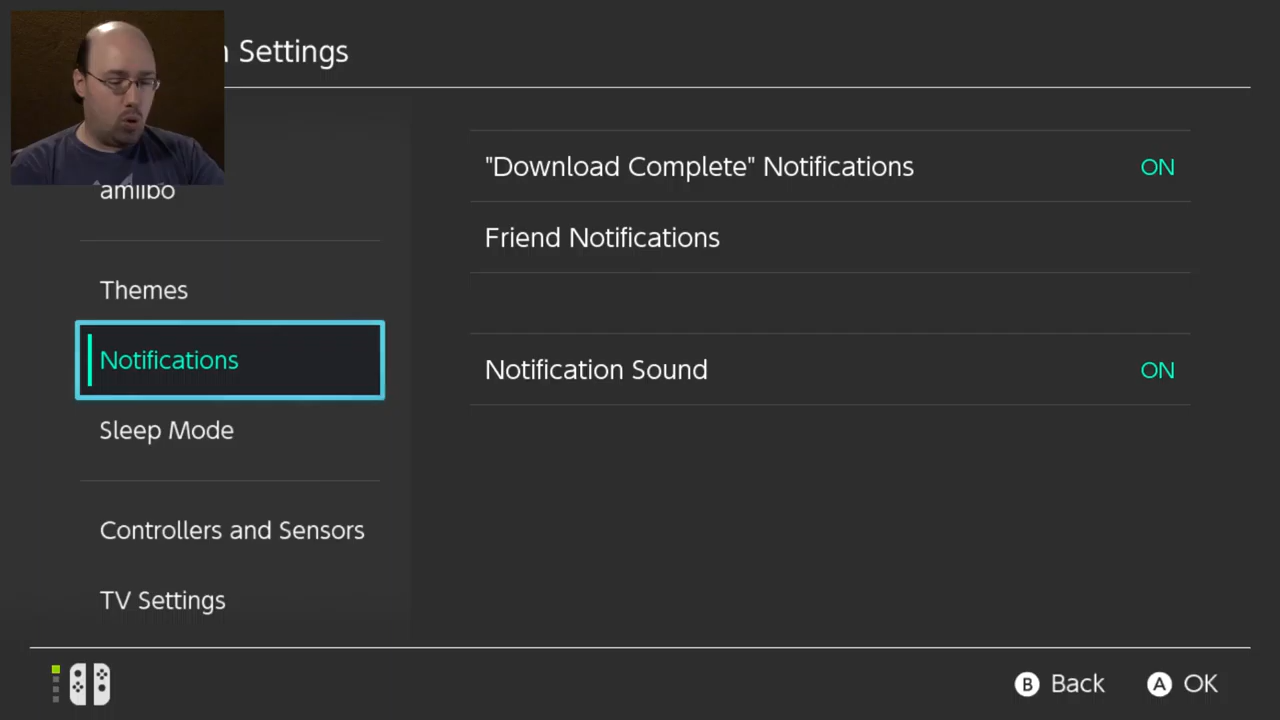 Settings
amiibo
Themes
Notifications
Sleep Mode
Controllers and Sensors
TV Settings
"Download Complete" Notifications ON
Friend Notifications
Notification Sound ON
B Back A OK